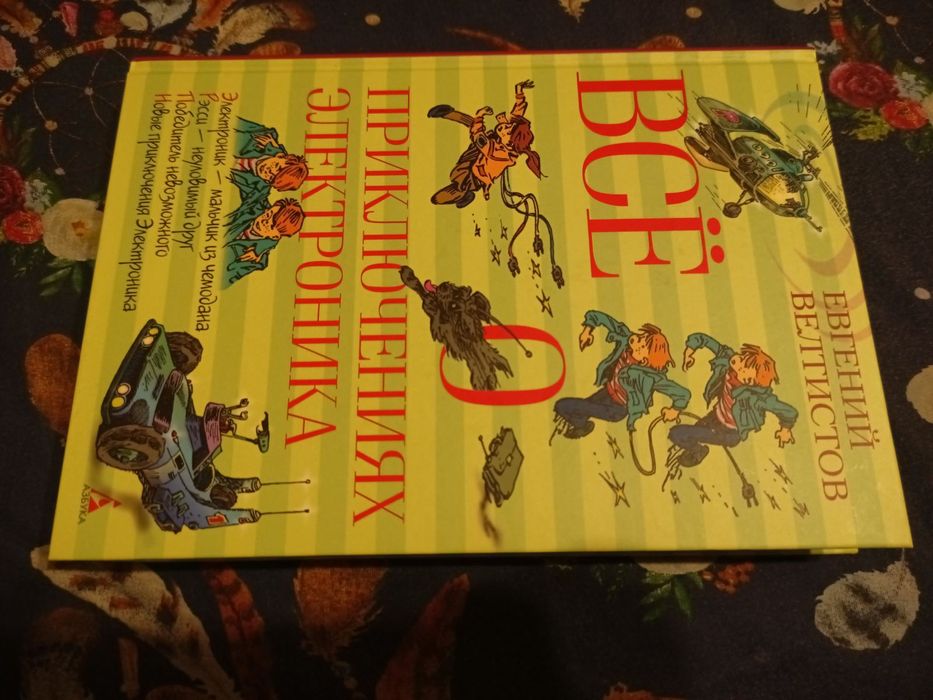 ЕВГЕНИЙ
ВЕЛТИСТОВ
ВСЁ
О
ПРИКЛЮЧЕНИЯХ
ЭЛЕКТРОНИКА
Электроник — мальчик из чемодана
Рэсси — неуловимый друг
Победитель невозможного
Новые приключения Электроника
АЗБУКА